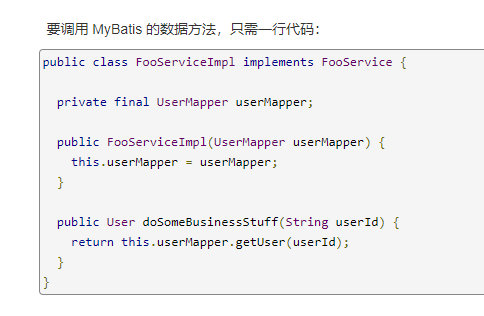 要调用 MyBatis 的数据方法，只需一行代码：
public class FooServiceImpl implements FooService {
  private final UserMapper userMapper;
  public FooServiceImpl(UserMapper userMapper) {
    this.userMapper = userMapper;
  }
  public User doSomeBusinessStuff(String userId) {
    return this.userMapper.getUser(userId);
  }
}